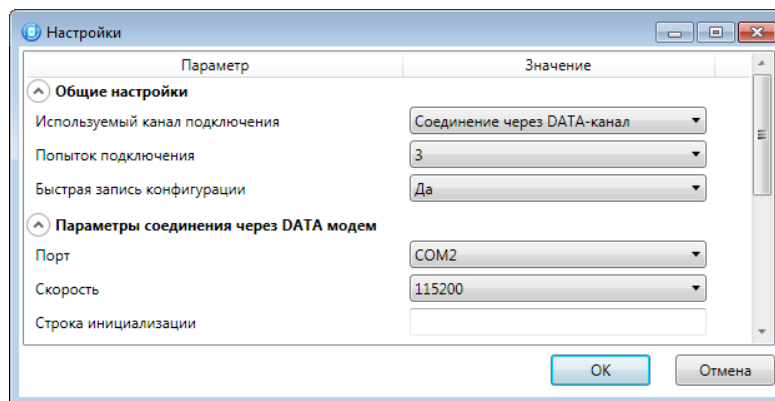 Настройки
Параметр Значение
Общие настройки
Используемый канал подключения Соединение через DATA-канал
Попыток подключения 3
Быстрая запись конфигурации Да
Параметры соединения через DATA модем
Порт COM2
Скорость 115200
Строка инициализации
OK Отмена